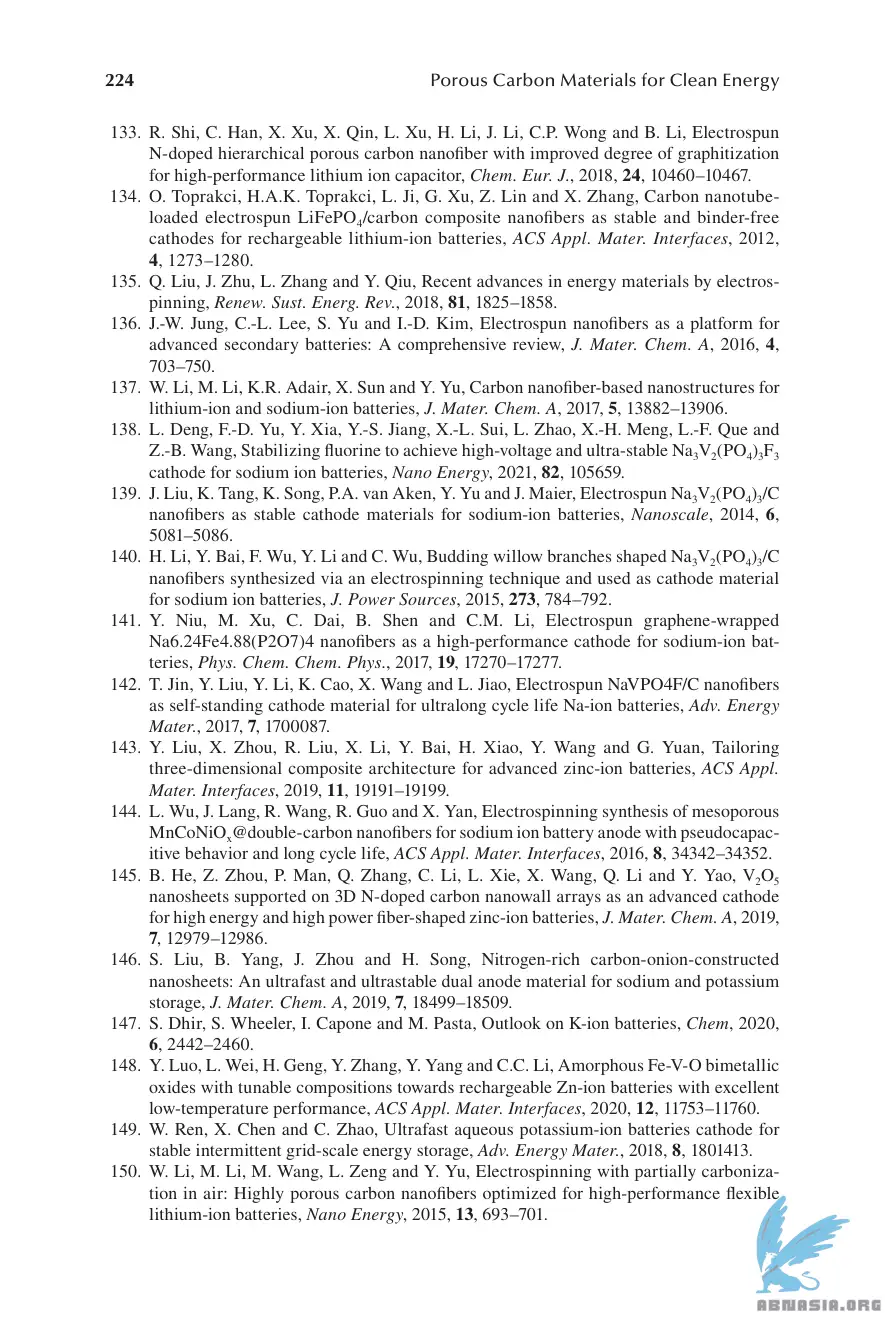 224 Porous Carbon Materials for Clean Energy
133. R. Shi, C. Han, X. Xu, X. Qin, L. Xu, H. Li, J. Li, C.P. Wong and B. Li, Electrospun
N-doped hierarchical porous carbon nanofiber with improved degree of graphitization
for high-performance lithium ion capacitor, Chem. Eur. J., 2018, 24, 10460–10467.
134. O. Toprakci, H.A.K. Toprakci, L. Ji, G. Xu, Z. Lin and X. Zhang, Carbon nanotube-
loaded electrospun LiFePO₄/carbon composite nanofibers as stable and binder-free
cathodes for rechargeable lithium-ion batteries, ACS Appl. Mater. Interfaces, 2012,
4, 1273–1280.
135. Q. Liu, J. Zhu, L. Zhang and Y. Qiu, Recent advances in energy materials by electros-
pinning, Renew. Sust. Energ. Rev., 2018, 81, 1825–1858.
136. J.-W. Jung, C.-L. Lee, S. Yu and I.-D. Kim, Electrospun nanofibers as a platform for
advanced secondary batteries: A comprehensive review, J. Mater. Chem. A, 2016, 4,
703–750.
137. W. Li, M. Li, K.R. Adair, X. Sun and Y. Yu, Carbon nanofiber-based nanostructures for
lithium-ion and sodium-ion batteries, J. Mater. Chem. A, 2017, 5, 13882–13906.
138. L. Deng, F.-D. Yu, Y. Xia, Y.-S. Jiang, X.-L. Sui, L. Zhao, X.-H. Meng, L.-F. Que and
Z.-B. Wang, Stabilizing fluorine to achieve high-voltage and ultra-stable Na₃V₂(PO₄)₃F₃
cathode for sodium ion batteries, Nano Energy, 2021, 82, 105659.
139. J. Liu, K. Tang, K. Song, P.A. van Aken, Y. Yu and J. Maier, Electrospun Na₃V₂(PO₄)₃/C
nanofibers as stable cathode materials for sodium-ion batteries, Nanoscale, 2014, 6,
5081–5086.
140. H. Li, Y. Bai, F. Wu, Y. Li and C. Wu, Budding willow branches shaped Na₃V₂(PO₄)₃/C
nanofibers synthesized via an electrospinning technique and used as cathode material
for sodium ion batteries, J. Power Sources, 2015, 273, 784–792.
141. Y. Niu, M. Xu, C. Dai, B. Shen and C.M. Li, Electrospun graphene-wrapped
Na6.24Fe4.88(P2O7)4 nanofibers as a high-performance cathode for sodium-ion bat-
teries, Phys. Chem. Chem. Phys., 2017, 19, 17270–17277.
142. T. Jin, Y. Liu, Y. Li, K. Cao, X. Wang and L. Jiao, Electrospun NaVPO4F/C nanofibers
as self-standing cathode material for ultralong cycle life Na-ion batteries, Adv. Energy
Mater., 2017, 7, 1700087.
143. Y. Liu, X. Zhou, R. Liu, X. Li, Y. Bai, H. Xiao, Y. Wang and G. Yuan, Tailoring
three-dimensional composite architecture for advanced zinc-ion batteries, ACS Appl.
Mater. Interfaces, 2019, 11, 19191–19199.
144. L. Wu, J. Lang, R. Wang, R. Guo and X. Yan, Electrospinning synthesis of mesoporous
MnCoNiOₓ@double-carbon nanofibers for sodium ion battery anode with pseudocapac-
itive behavior and long cycle life, ACS Appl. Mater. Interfaces, 2016, 8, 34342–34352.
145. B. He, Z. Zhou, P. Man, Q. Zhang, C. Li, L. Xie, X. Wang, Q. Li and Y. Yao, V₂O₅
nanosheets supported on 3D N-doped carbon nanowall arrays as an advanced cathode
for high energy and high power fiber-shaped zinc-ion batteries, J. Mater. Chem. A, 2019,
7, 12979–12986.
146. S. Liu, B. Yang, J. Zhou and H. Song, Nitrogen-rich carbon-onion-constructed
nanosheets: An ultrafast and ultrastable dual anode material for sodium and potassium
storage, J. Mater. Chem. A, 2019, 7, 18499–18509.
147. S. Dhir, S. Wheeler, I. Capone and M. Pasta, Outlook on K-ion batteries, Chem, 2020,
6, 2442–2460.
148. Y. Luo, L. Wei, H. Geng, Y. Zhang, Y. Yang and C.C. Li, Amorphous Fe-V-O bimetallic
oxides with tunable compositions towards rechargeable Zn-ion batteries with excellent
low-temperature performance, ACS Appl. Mater. Interfaces, 2020, 12, 11753–11760.
149. W. Ren, X. Chen and C. Zhao, Ultrafast aqueous potassium-ion batteries cathode for
stable intermittent grid-scale energy storage, Adv. Energy Mater., 2018, 8, 1801413.
150. W. Li, M. Li, M. Wang, L. Zeng and Y. Yu, Electrospinning with partially carboniza-
tion in air: Highly porous carbon nanofibers optimized for high-performance flexible
lithium-ion batteries, Nano Energy, 2015, 13, 693–701.
ABNASIA.ORG